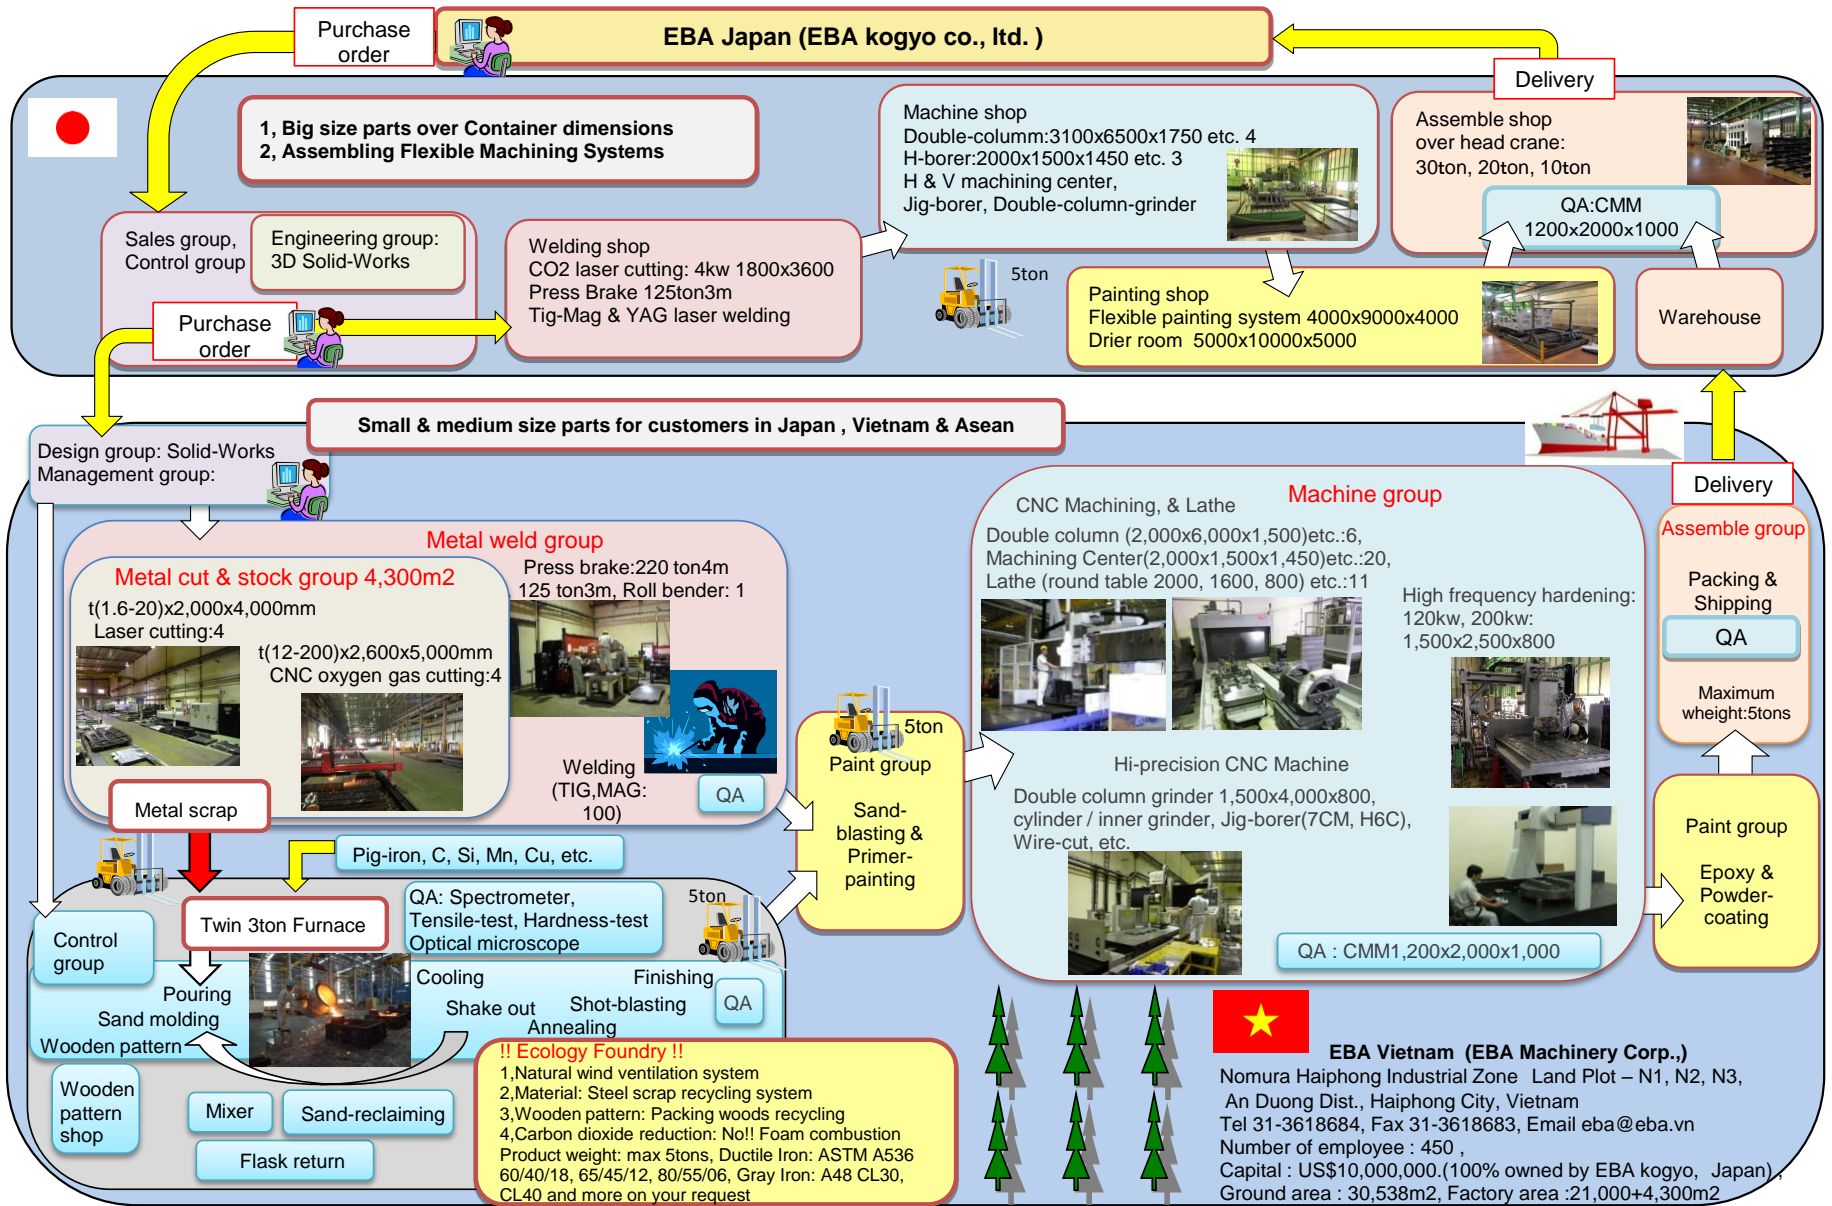 Purchase
order
EBA Japan (EBA kogyo co., ltd. )
Delivery
1, Big size parts over Container dimensions
2, Assembling Flexible Machining Systems
Machine shop
Double-columm:3100x6500x1750 etc. 4
H-borer:2000x1500x1450 etc. 3
H & V machining center,
Jig-borer, Double-column-grinder
Assemble shop
over head crane:
30ton, 20ton, 10ton
QA:CMM
1200x2000x1000
Sales group,
Control group
Engineering group:
3D Solid-Works
Welding shop
CO2 laser cutting: 4kw 1800x3600
Press Brake 125ton3m
Tig-Mag & YAG laser welding
5ton
Painting shop
Flexible painting system 4000x9000x4000
Drier room 5000x10000x5000
Warehouse
Purchase
order
Small & medium size parts for customers in Japan , Vietnam & Asean
Design group: Solid-Works
Management group:
Delivery
Metal weld group
Press brake:220 ton4m
125 ton3m, Roll bender: 1
Metal cut & stock group 4,300m2
t(1.6-20)x2,000x4,000mm
Laser cutting:4
t(12-200)x2,600x5,000mm
CNC oxygen gas cutting:4
Welding
(TIG,MAG:
100)
QA
Metal scrap
Pig-iron, C, Si, Mn, Cu, etc.
5ton
Paint group
Sand-
blasting &
Primer-
painting
Machine group
CNC Machining, & Lathe
Double column (2,000x6,000x1,500)etc.:6,
Machining Center(2,000x1,500x1,450)etc.:20,
Lathe (round table 2000, 1600, 800) etc.:11
High frequency hardening:
120kw, 200kw:
1,500x2,500x800
Hi-precision CNC Machine
Double column grinder 1,500x4,000x800,
cylinder / inner grinder, Jig-borer(7CM, H6C),
Wire-cut, etc.
QA : CMM1,200x2,000x1,000
Assemble group
Packing &
Shipping
QA
Maximum
wheight:5tons
Paint group
Epoxy &
Powder-
coating
Control
group
Twin 3ton Furnace
QA: Spectrometer,
Tensile-test, Hardness-test
Optical microscope
5ton
Pouring
Sand molding
Wooden pattern
Cooling
Shake out
Annealing
Shot-blasting
Finishing
QA
Wooden
pattern
shop
Mixer
Sand-reclaiming
Flask return
!! Ecology Foundry !!
1,Natural wind ventilation system
2,Material: Steel scrap recycling system
3,Wooden pattern: Packing woods recycling
4,Carbon dioxide reduction: No!! Foam combustion
Product weight: max 5tons, Ductile Iron: ASTM A536
60/40/18, 65/45/12, 80/55/06, Gray Iron: A48 CL30,
CL40 and more on your request
EBA Vietnam (EBA Machinery Corp.,)
Nomura Haiphong Industrial Zone Land Plot – N1, N2, N3,
An Duong Dist., Haiphong City, Vietnam
Tel 31-3618684, Fax 31-3618683, Email eba@eba.vn
Number of employee : 450 ,
Capital : US$10,000,000.(100% owned by EBA kogyo, Japan) ,
Ground area : 30,538m2, Factory area :21,000+4,300m2